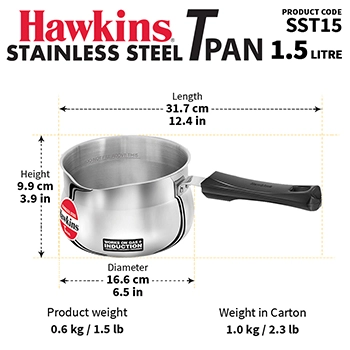 Hawkins
PRODUCT CODE
SST15
STAINLESS STEEL TPAN 1.5 LITRE
Length
31.7 cm
12.4 in
Height
9.9 cm
3.9 in
Hawkins
WORKS ON GAS &
INDUCTION
Diameter
16.6 cm
6.5 in
Product weight
0.6 kg / 1.5 lb
Weight in Carton
1.0 kg / 2.3 lb